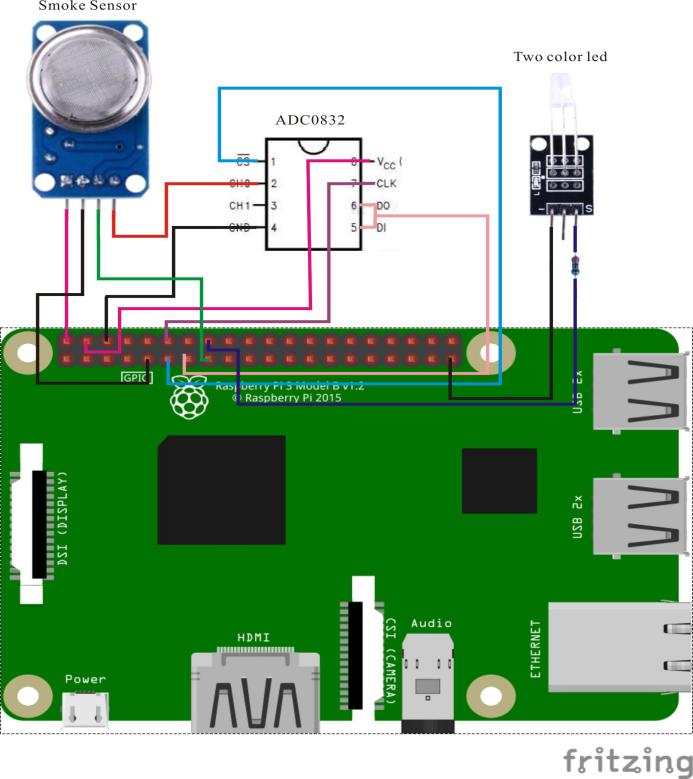 Smoke Sensor
Two color led
ADC0832
CS 1
CH0 2
CH1 3
GND 4
8 VCC (
7 CLK
6 DO
5 DI
- S
GPIO
Raspberry Pi 3 Model B v1.2
© Raspberry Pi 2015
USB 2x
DSI (DISPLAY)
USB 2x
HDMI
CSI (CAMERA)
Audio
ETHERNET
Power
fritzing